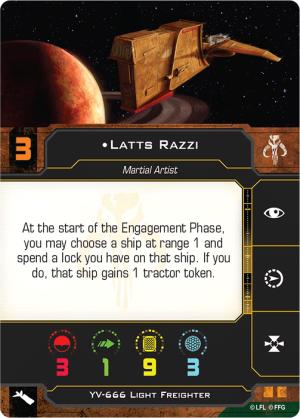 •Latts Razzi
3
Martial Artist
At the start of the Engagement Phase,
you may choose a ship at range 1 and
spend a lock you have on that ship. If you
do, that ship gains 1 tractor token.
3 1 9 3
YV-666 Light Freighter
©LFL ©FFG